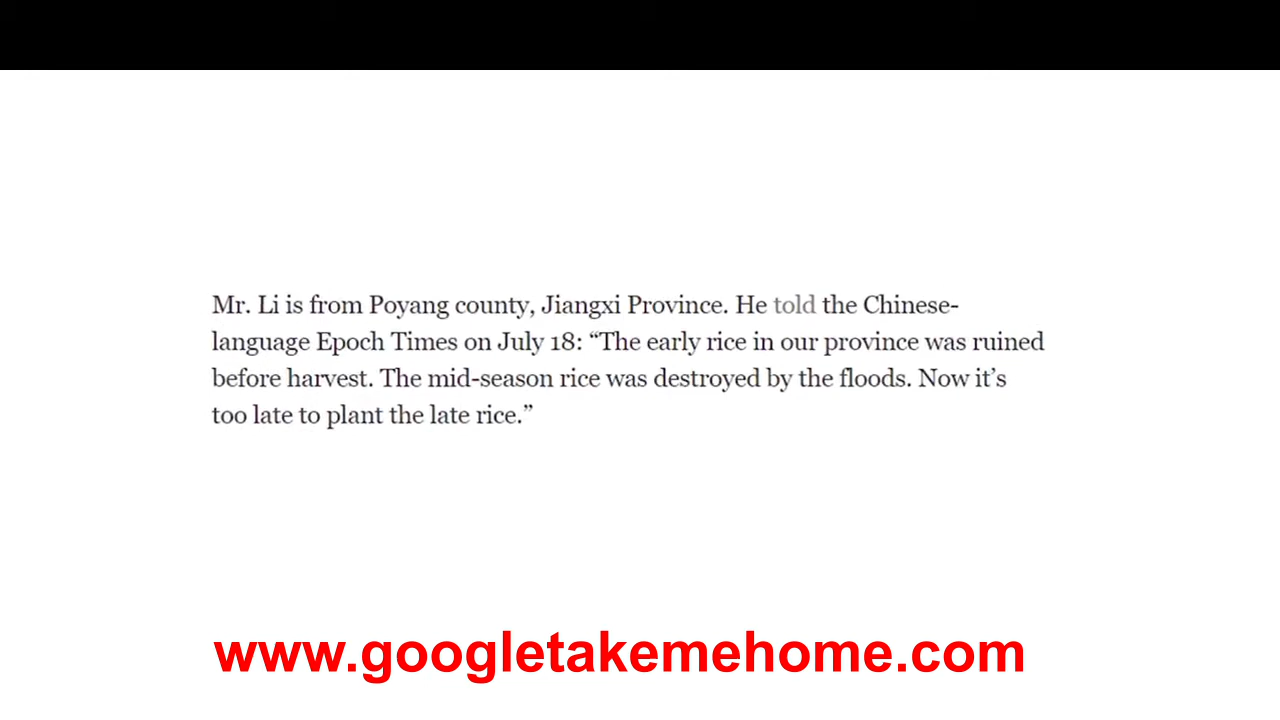 Mr. Li is from Poyang county, Jiangxi Province. He told the Chinese-
language Epoch Times on July 18: “The early rice in our province was ruined
before harvest. The mid-season rice was destroyed by the floods. Now it’s
too late to plant the late rice.”
www.googletakemehome.com